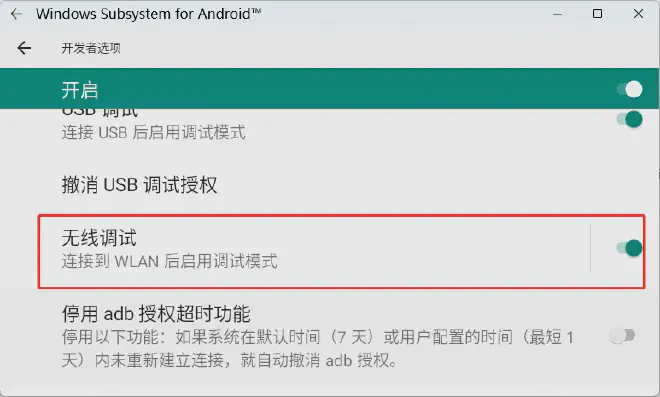 Windows Subsystem for Android™
开发者选项
开启
USB 调试
连接 USB 后启用调试模式
撤消 USB 调试授权
无线调试
连接到 WLAN 后启用调试模式
停用 adb 授权超时功能
停用以下功能：如果系统在默认时间（7 天）或用户配置的时间（最短 1
天）内未重新建立连接，就自动撤消 adb 授权。